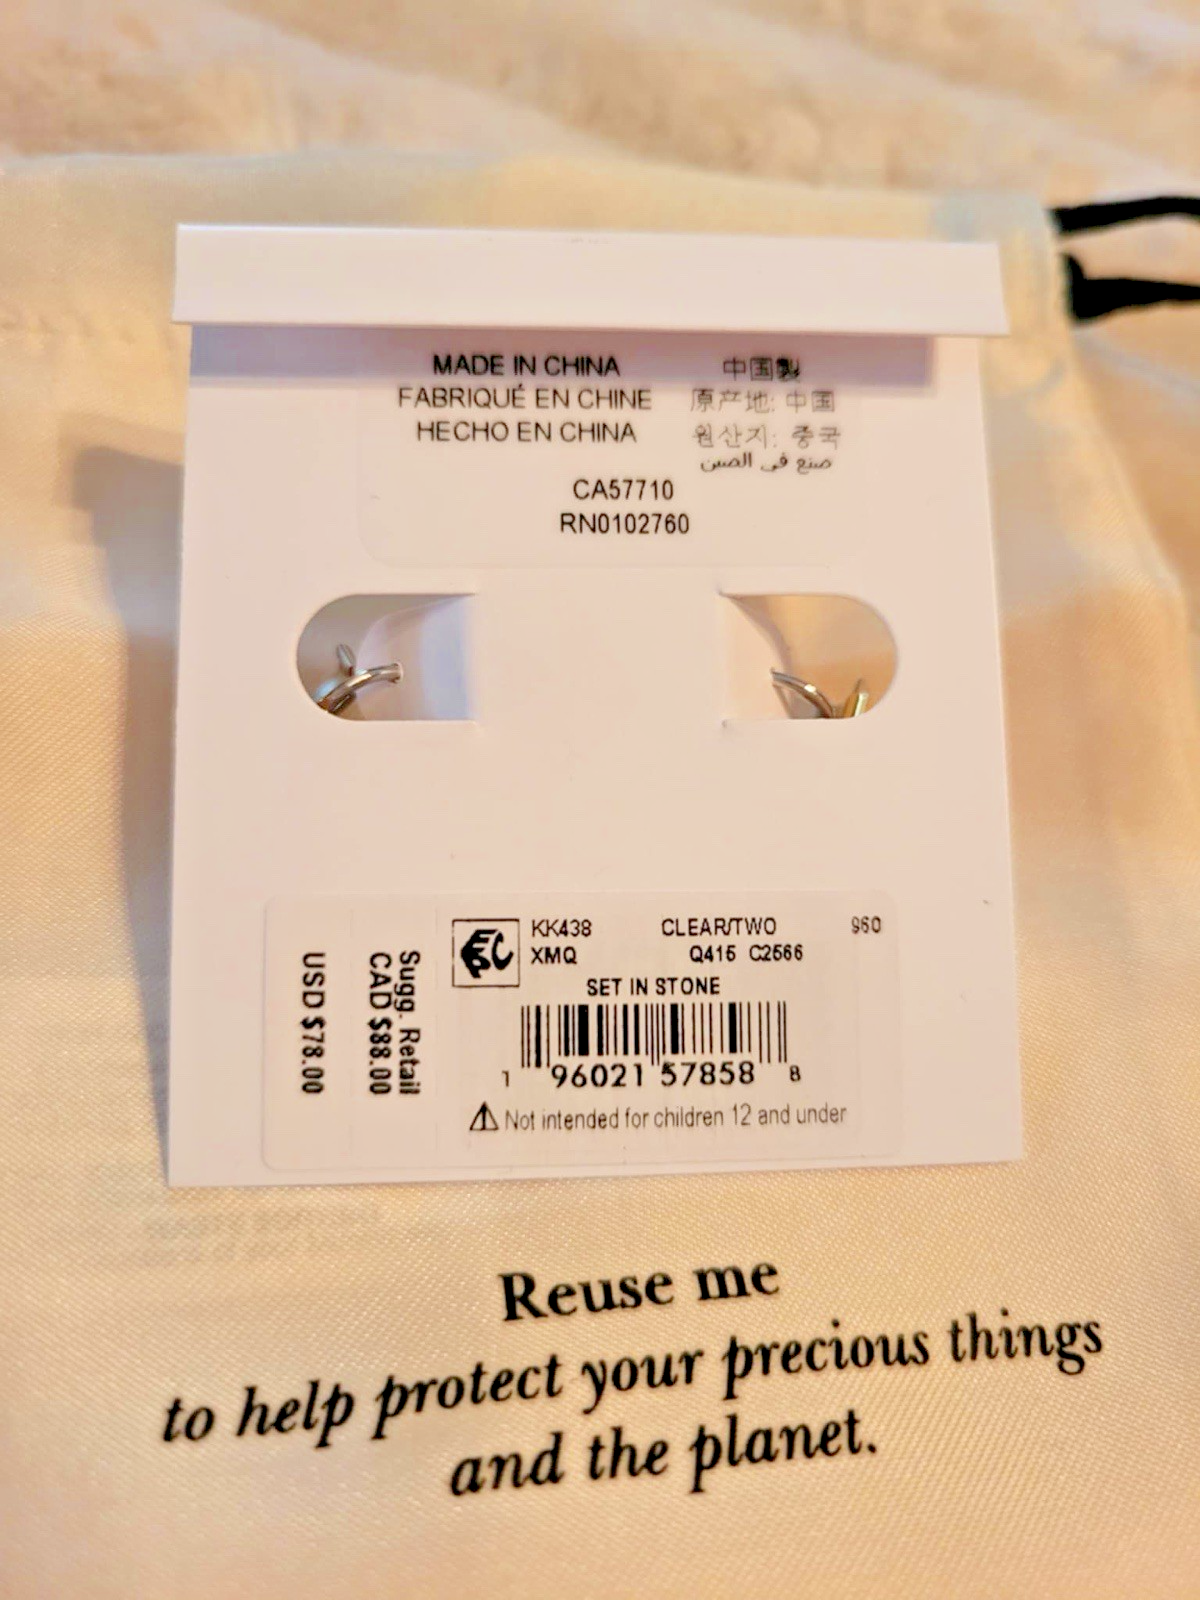 MADE IN CHINA
FABRIQUÉ EN CHINE
HECHO EN CHINA
中国製
原产地: 中国
원산지: 중국
صنع في الصين
CA57710
RN0102760
KK438 CLEAR/TWO 960
XMQ Q415 C2566
SET IN STONE
1 96021 57858 8
Not intended for children 12 and under
Sugg. Retail
CAD $88.00
USD $78.00
Reuse me
to help protect your precious things
and the planet.